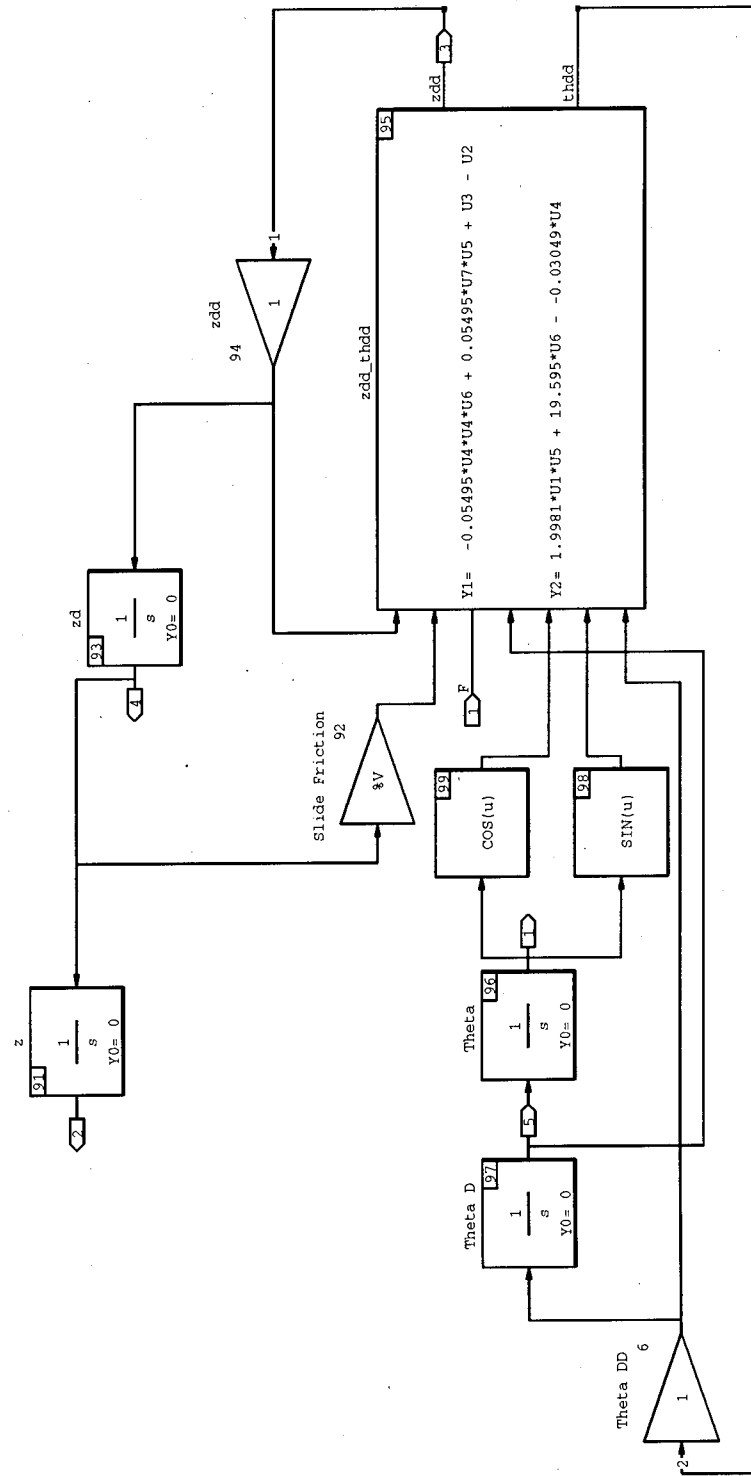 z
91
1
s
Y0= 0
2
zd
93
1
s
Y0= 0
4
zdd
94
1
1
Slide Friction
92
%V
1
F
zdd_thdd
95
Y1= -0.05495*U4*U4*U6 + 0.05495*U7*U5 + U3 - U2
Y2= 1.9981*U1*U5 + 19.595*U6 - -0.03049*U4
zdd
3
thdd
COS(u)
99
SIN(u)
98
Theta
96
1
s
Y0= 0
1
Theta D
97
1
s
Y0= 0
5
Theta DD
6
1
2